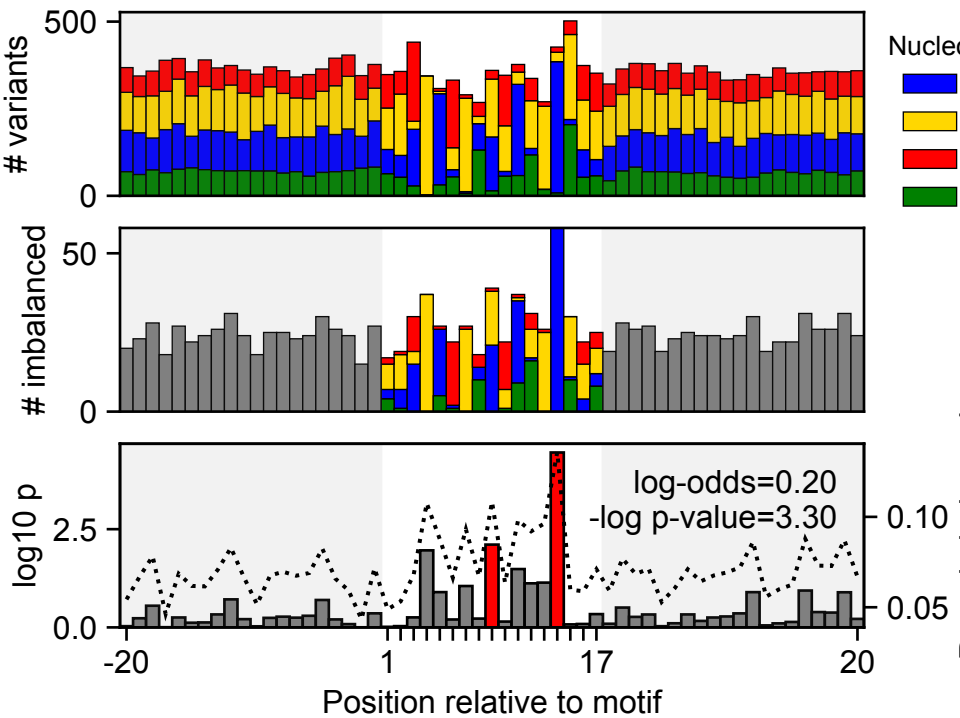 500
# variants
0
Nucleo
50
# imbalanced
0
log-odds=0.20
-log p-value=3.30
log10 p
2.5
0.0
0.10
0.05
-20
1
17
20
Position relative to motif